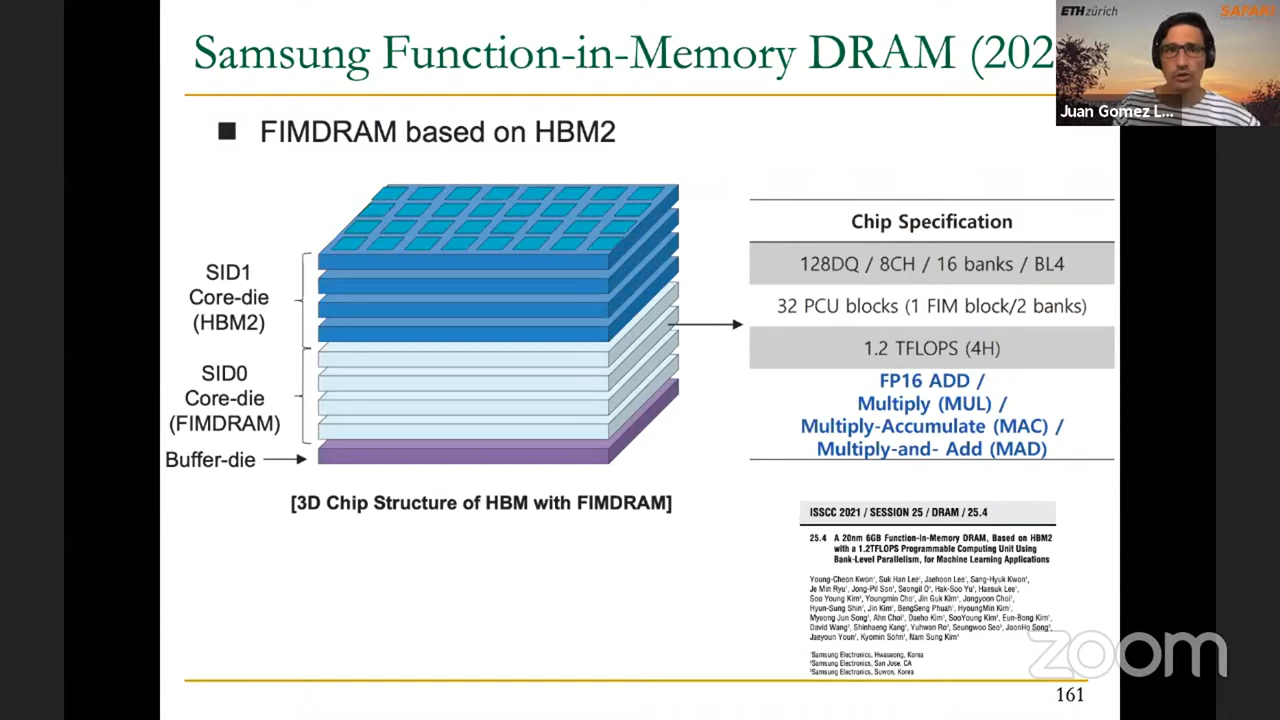 Samsung Function-in-Memory DRAM (202
ETHzürich
SAFARI
Juan Gomez L...
■ FIMDRAM based on HBM2
SID1
Core-die
(HBM2)
SID0
Core-die
(FIMDRAM)
Buffer-die
[3D Chip Structure of HBM with FIMDRAM]
Chip Specification
128DQ / 8CH / 16 banks / BL4
32 PCU blocks (1 FIM block/2 banks)
1.2 TFLOPS (4H)
FP16 ADD /
Multiply (MUL) /
Multiply-Accumulate (MAC) /
Multiply-and- Add (MAD)
ISSCC 2021 / SESSION 25 / DRAM / 25.4
25.4 A 20nm 6GB Function-In-Memory DRAM, Based on HBM2
with a 1.2TFLOPS Programmable Computing Unit Using
Bank-Level Parallelism, for Machine Learning Applications
Young-Cheon Kwon¹, Suk Han Lee¹, Jaehoon Lee¹, Sang-Hyuk Kwon¹,
Je Min Ryu¹, Jong-Pil Son¹, Seongil O¹, Hak-Soo Yu¹, Haesuk Lee¹,
Soo Young Kim¹, Youngmin Cho¹, Jin Guk Kim¹, Jongyoon Choi¹,
Hyun-Sung Shin¹, Jin Kim¹, BengSeng Phuah¹, HyoungMin Kim¹,
Myeong Jun Song¹, Ahn Choi¹, Daeho Kim¹, SooYoung Kim¹, Eun-Bong Kim¹,
David Wang², Shinhaeng Kang¹, Yuhwan Ro³, Seungwoo Seo³, JoonHo Song³,
Jaeyoun Youn¹, Kyomin Sohn¹, Nam Sung Kim¹
¹Samsung Electronics, Hwaseong, Korea
²Samsung Electronics, San Jose, CA
³Samsung Electronics, Suwon, Korea
zoom
161